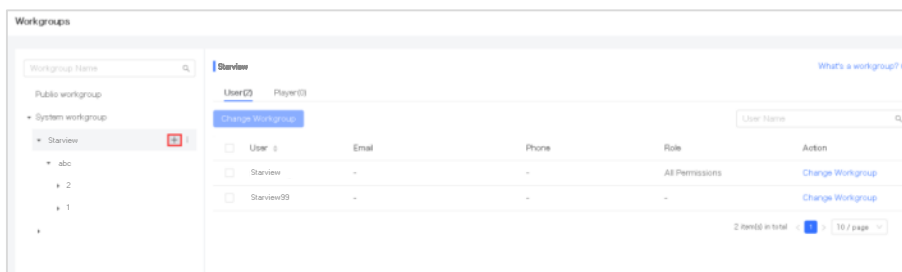 Workgroups
Workgroup Name
Public workgroup
System workgroup
Starview
abc
2
1
Starview
What's a workgroup?
User(2) Player(0)
Change Workgroup
User Name
User Email Phone Role Action
Starview - - All Permissions Change Workgroup
Starview99 - - - Change Workgroup
2 item(s) in total < 1 > 10 / page